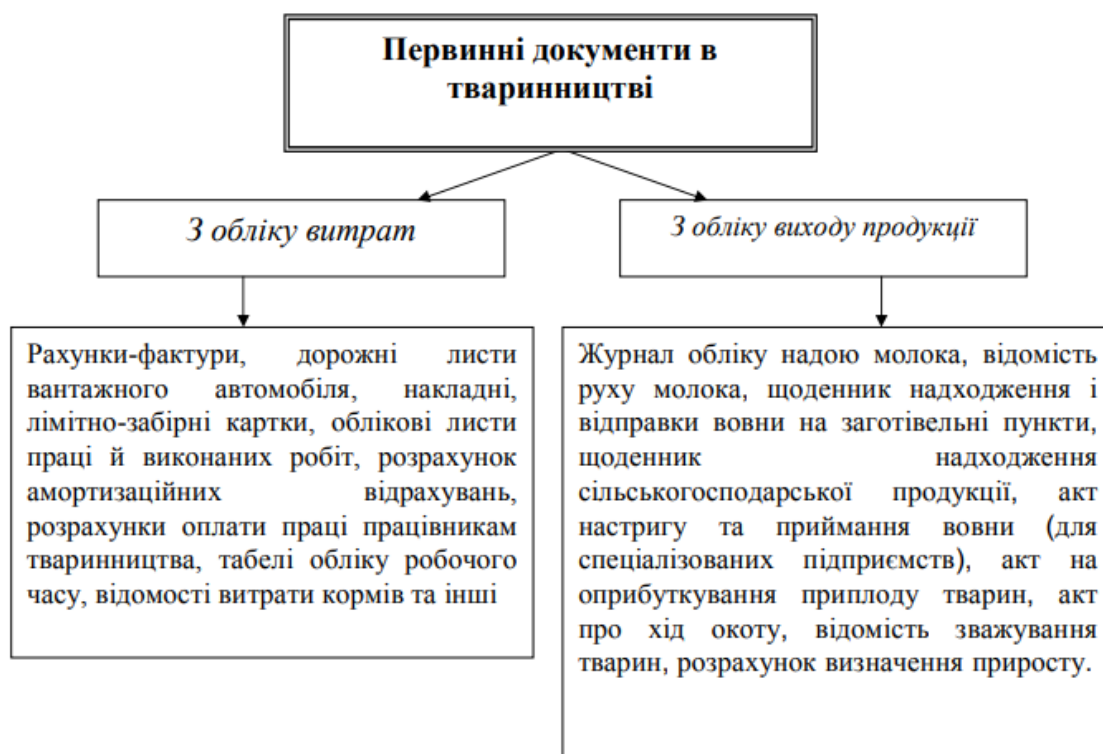 Первинні документи в
тваринництві
З обліку витрат
З обліку виходу продукції
Рахунки-фактури, дорожні листи
вантажного автомобіля, накладні,
лімітно-забірні картки, облікові листи
праці й виконаних робіт, розрахунок
амортизаційних відрахувань,
розрахунки оплати праці працівникам
тваринництва, табелі обліку робочого
часу, відомості витрати кормів та інші
Журнал обліку надою молока, відомість
руху молока, щоденник надходження і
відправки вовни на заготівельні пункти,
щоденник надходження
сільськогосподарської продукції, акт
настригу та приймання вовни (для
спеціалізованих підприємств), акт на
оприбуткування приплоду тварин, акт
про хід окоту, відомість зважування
тварин, розрахунок визначення приросту.